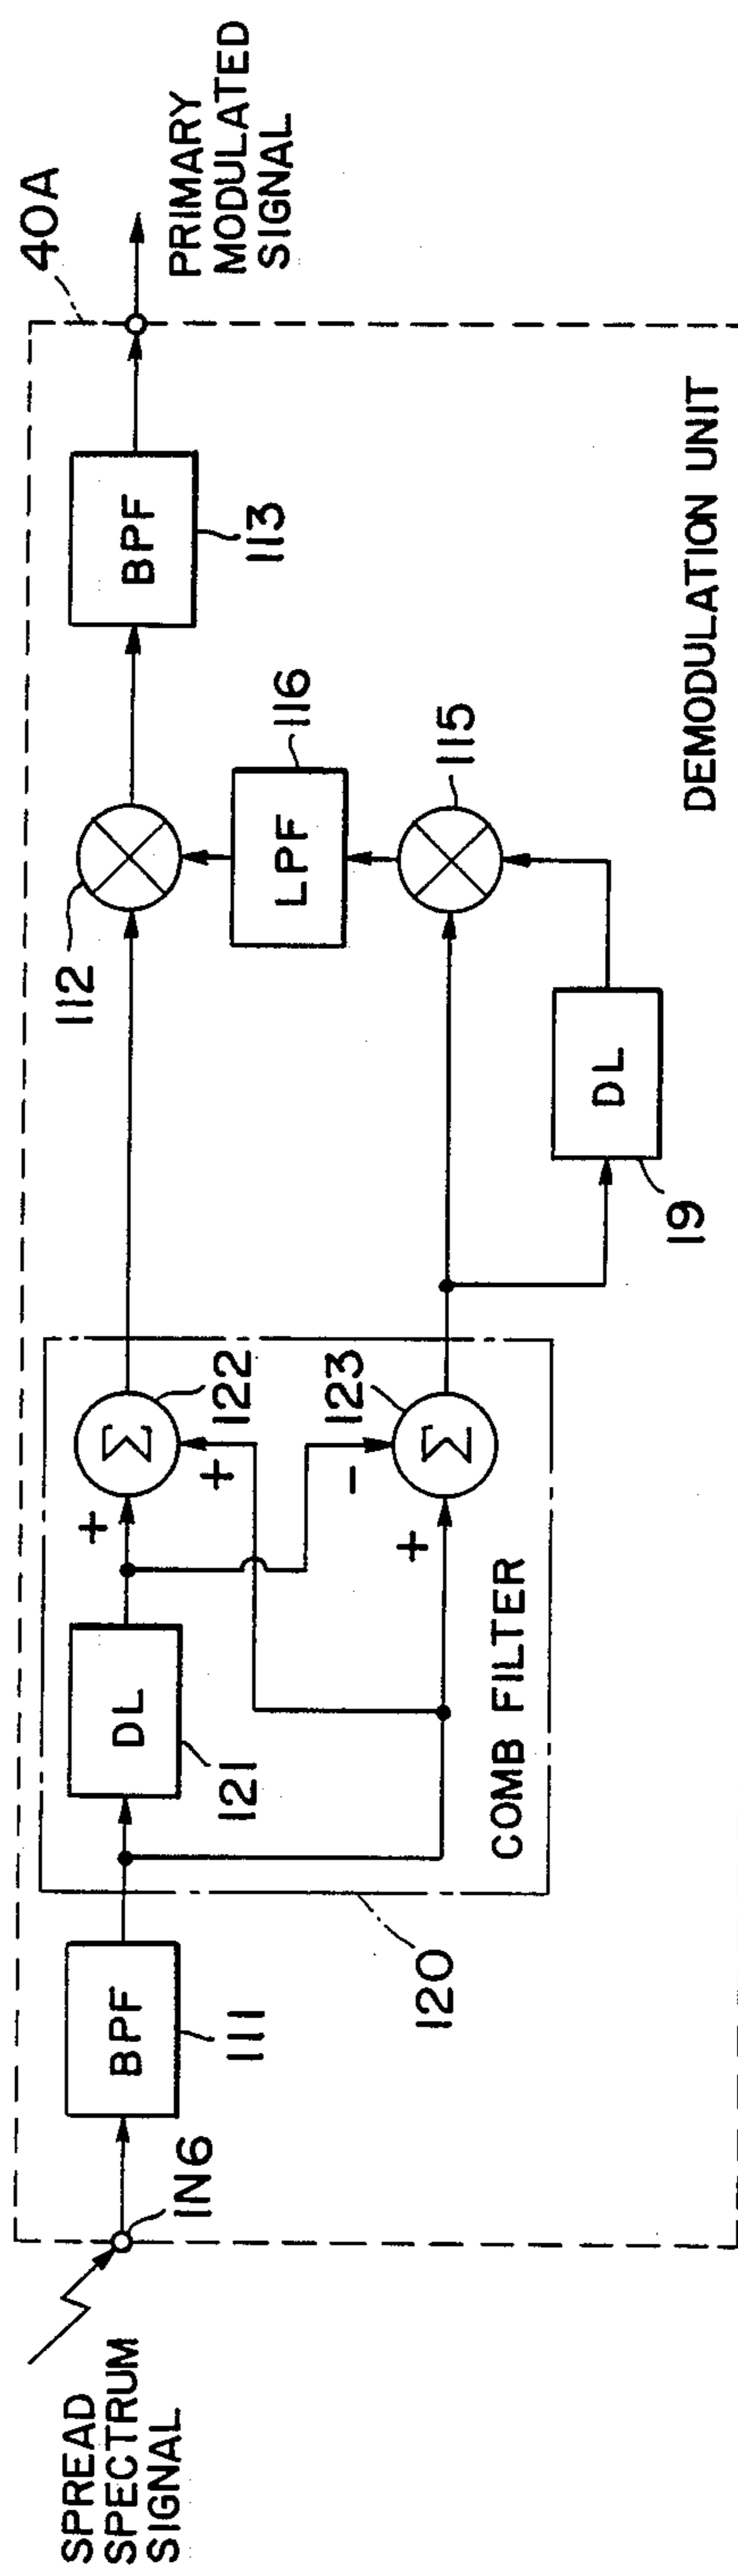 SPREAD
SPECTRUM
SIGNAL
IN6
BPF
111
120
DL
121
+
+
Σ
122
-
+
Σ
123
COMB FILTER
112
LPF
116
115
DL
19
BPF
113
40A
PRIMARY
MODULATED
SIGNAL
DEMODULATION UNIT